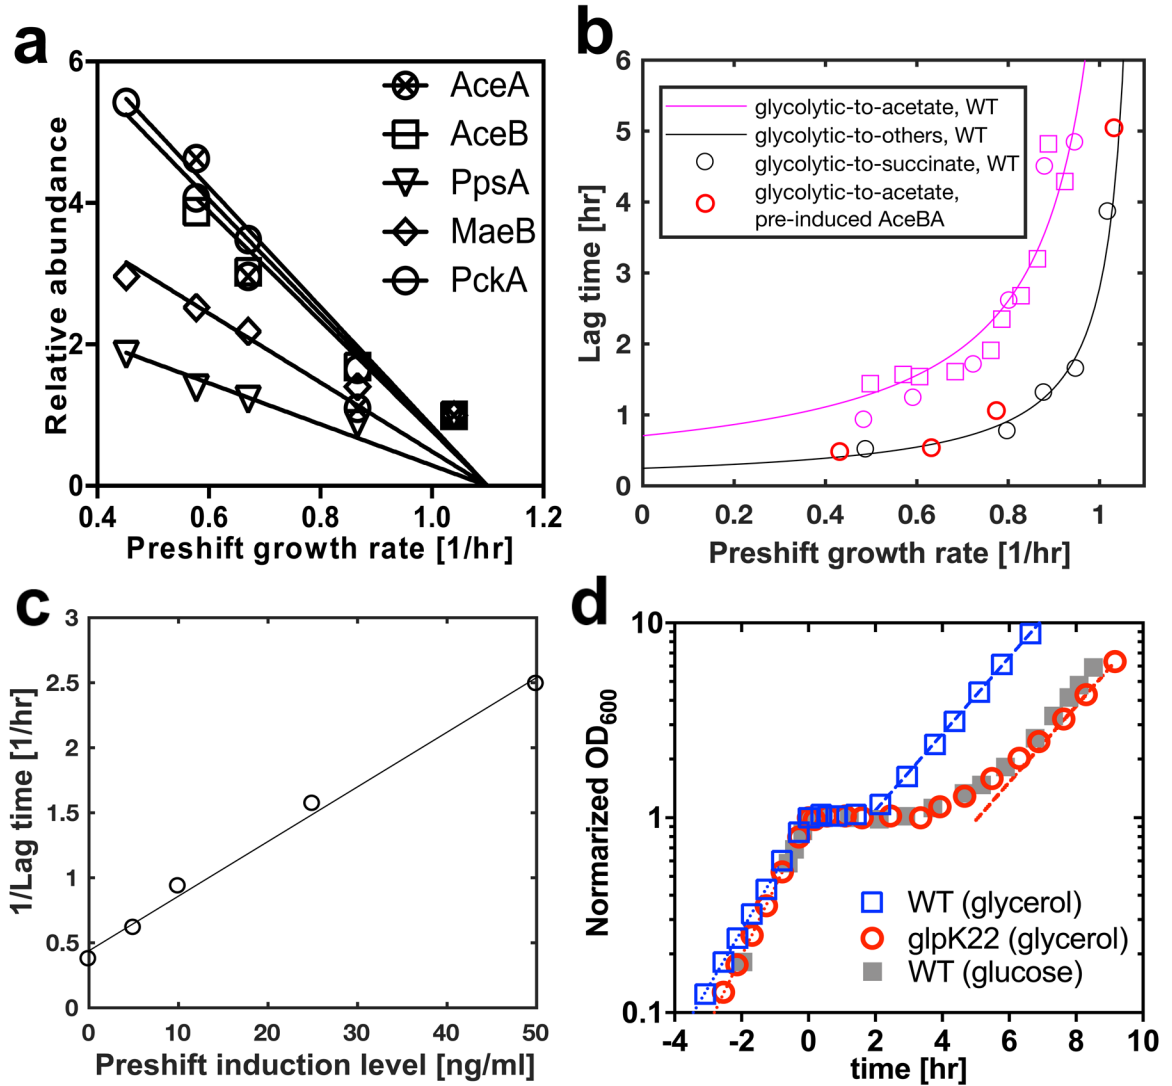 a
6
4
2
0
Relative abundance
AceA
AceB
PpsA
MaeB
PckA
0.4 0.6 0.8 1.0 1.2
Preshift growth rate [1/hr]
b
6
5
4
3
2
1
0
Lag time [hr]
glycolytic-to-acetate, WT
glycolytic-to-others, WT
glycolytic-to-succinate, WT
glycolytic-to-acetate,
pre-induced AceBA
0 0.2 0.4 0.6 0.8 1
Preshift growth rate [1/hr]
c
3
2.5
2
1.5
1
0.5
0
1/Lag time [1/hr]
0 10 20 30 40 50
Preshift induction level [ng/ml]
d
10
1
0.1
Normarized OD600
WT (glycerol)
glpK22 (glycerol)
WT (glucose)
-4 -2 0 2 4 6 8 10
time [hr]